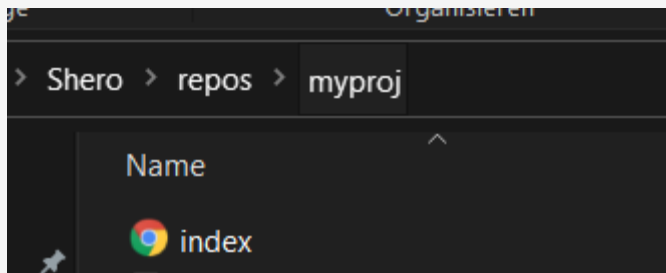 Organisieren
> Shero > repos > myproj
Name
index